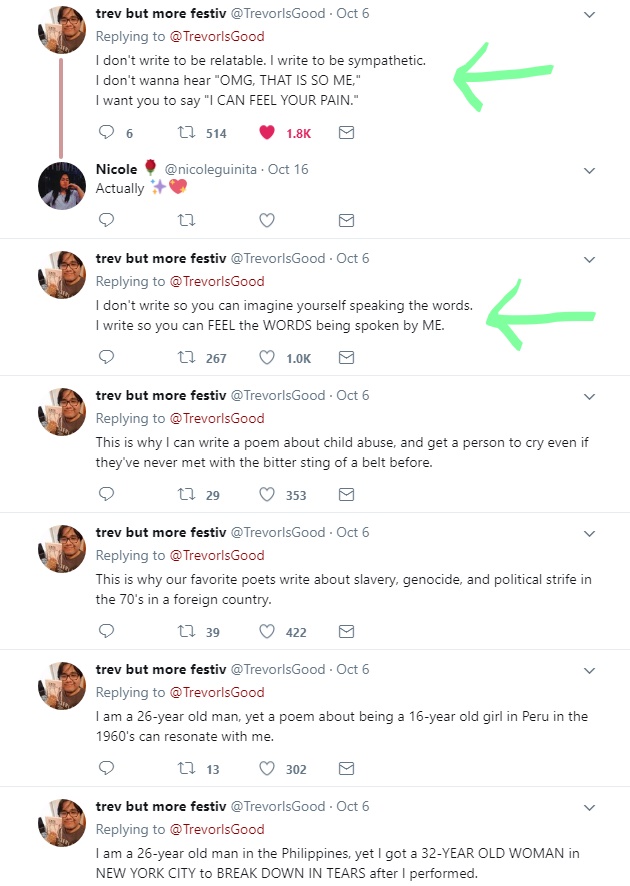 trev but more festiv @TrevorIsGood · Oct 6
Replying to @TrevorIsGood
I don't write to be relatable. I write to be sympathetic.
I don't wanna hear "OMG, THAT IS SO ME,"
I want you to say "I CAN FEEL YOUR PAIN."
6 514 1.8K
Nicole 🌹 @nicoleguinita · Oct 16
Actually ✨💖
trev but more festiv @TrevorIsGood · Oct 6
Replying to @TrevorIsGood
I don't write so you can imagine yourself speaking the words.
I write so you can FEEL the WORDS being spoken by ME.
267 1.0K
trev but more festiv @TrevorIsGood · Oct 6
Replying to @TrevorIsGood
This is why I can write a poem about child abuse, and get a person to cry even if
they've never met with the bitter sting of a belt before.
29 353
trev but more festiv @TrevorIsGood · Oct 6
Replying to @TrevorIsGood
This is why our favorite poets write about slavery, genocide, and political strife in
the 70's in a foreign country.
39 422
trev but more festiv @TrevorIsGood · Oct 6
Replying to @TrevorIsGood
I am a 26-year old man, yet a poem about being a 16-year old girl in Peru in the
1960's can resonate with me.
13 302
trev but more festiv @TrevorIsGood · Oct 6
Replying to @TrevorIsGood
I am a 26-year old man in the Philippines, yet I got a 32-YEAR OLD WOMAN in
NEW YORK CITY to BREAK DOWN IN TEARS after I performed.